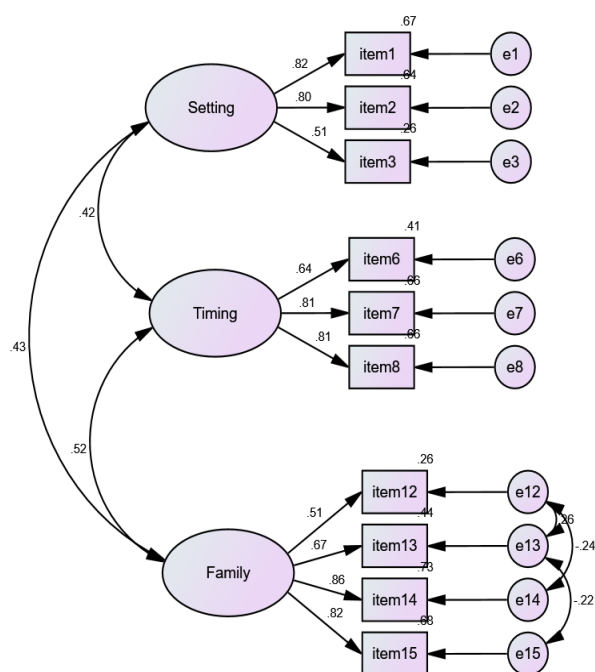 .67
.82
item1
e1
.64
Setting
.80
item2
e2
.26
.51
item3
e3
.42
.41
.64
item6
e6
.66
Timing
.81
item7
e7
.66
.81
item8
e8
.43
.52
.26
.51
item12
e12
.44
.26
.67
item13
e13
-.24
.73
Family
.86
item14
e14
-.22
.68
.82
item15
e15